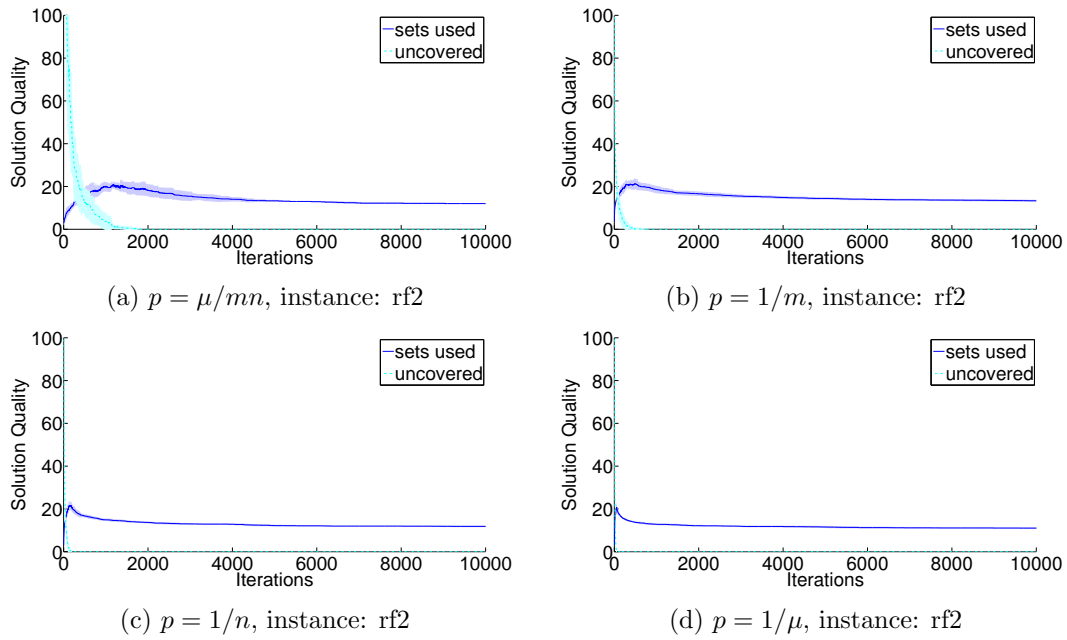 100
80
60
40
20
0
Solution Quality
sets used
uncovered
0 2000 4000 6000 8000 10000
Iterations
(a) p = μ/mn, instance: rf2
100
80
60
40
20
0
Solution Quality
sets used
uncovered
0 2000 4000 6000 8000 10000
Iterations
(b) p = 1/m, instance: rf2
100
80
60
40
20
0
Solution Quality
sets used
uncovered
0 2000 4000 6000 8000 10000
Iterations
(c) p = 1/n, instance: rf2
100
80
60
40
20
0
Solution Quality
sets used
uncovered
0 2000 4000 6000 8000 10000
Iterations
(d) p = 1/μ, instance: rf2